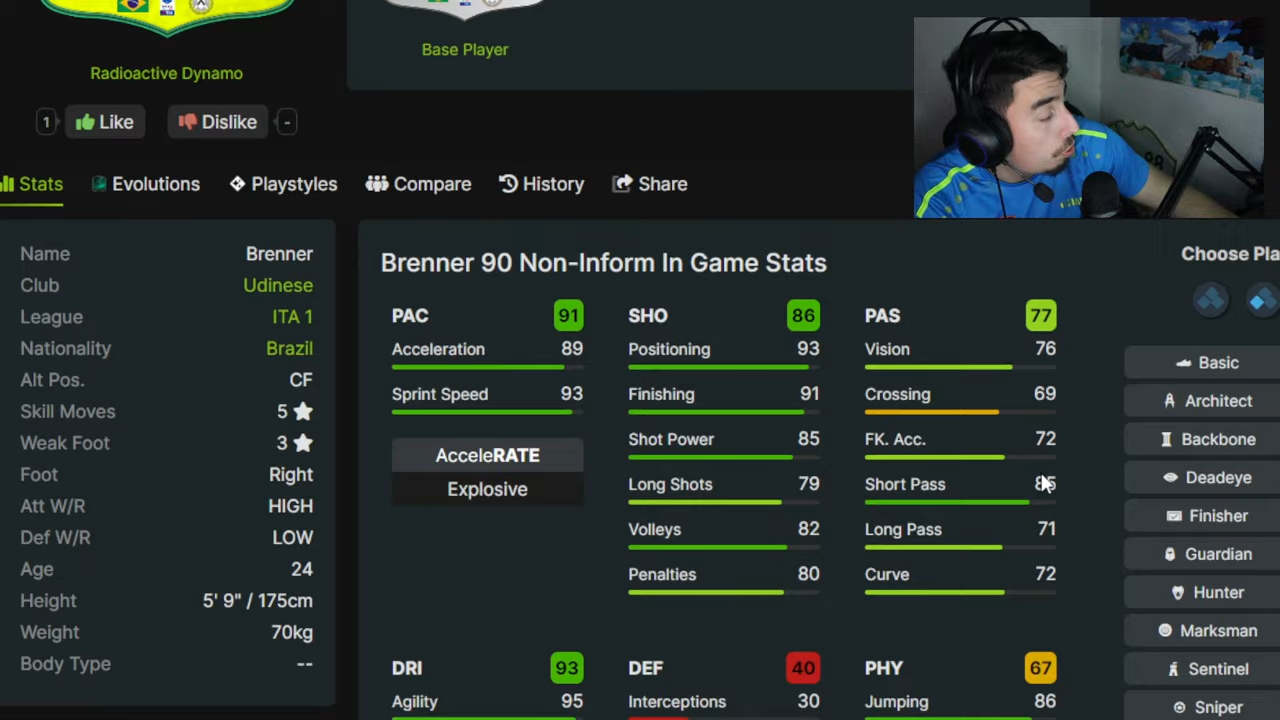 Radioactive Dynamo
Base Player
1 Like Dislike -
Stats Evolutions Playstyles Compare History Share
Name Brenner
Club Udinese
League ITA 1
Nationality Brazil
Alt Pos. CF
Skill Moves 5
Weak Foot 3
Foot Right
Att W/R HIGH
Def W/R LOW
Age 24
Height 5' 9" / 175cm
Weight 70kg
Body Type --
Brenner 90 Non-Inform In Game Stats
PAC 91
Acceleration 89
Sprint Speed 93
AcceleRATE
Explosive
SHO 86
Positioning 93
Finishing 91
Shot Power 85
Long Shots 79
Volleys 82
Penalties 80
PAS 77
Vision 76
Crossing 69
FK. Acc. 72
Short Pass
Long Pass 71
Curve 72
DRI 93
Agility 95
DEF 40
Interceptions 30
PHY 67
Jumping 86
Choose Pla
Basic
Architect
Backbone
Deadeye
Finisher
Guardian
Hunter
Marksman
Sentinel
Sniper